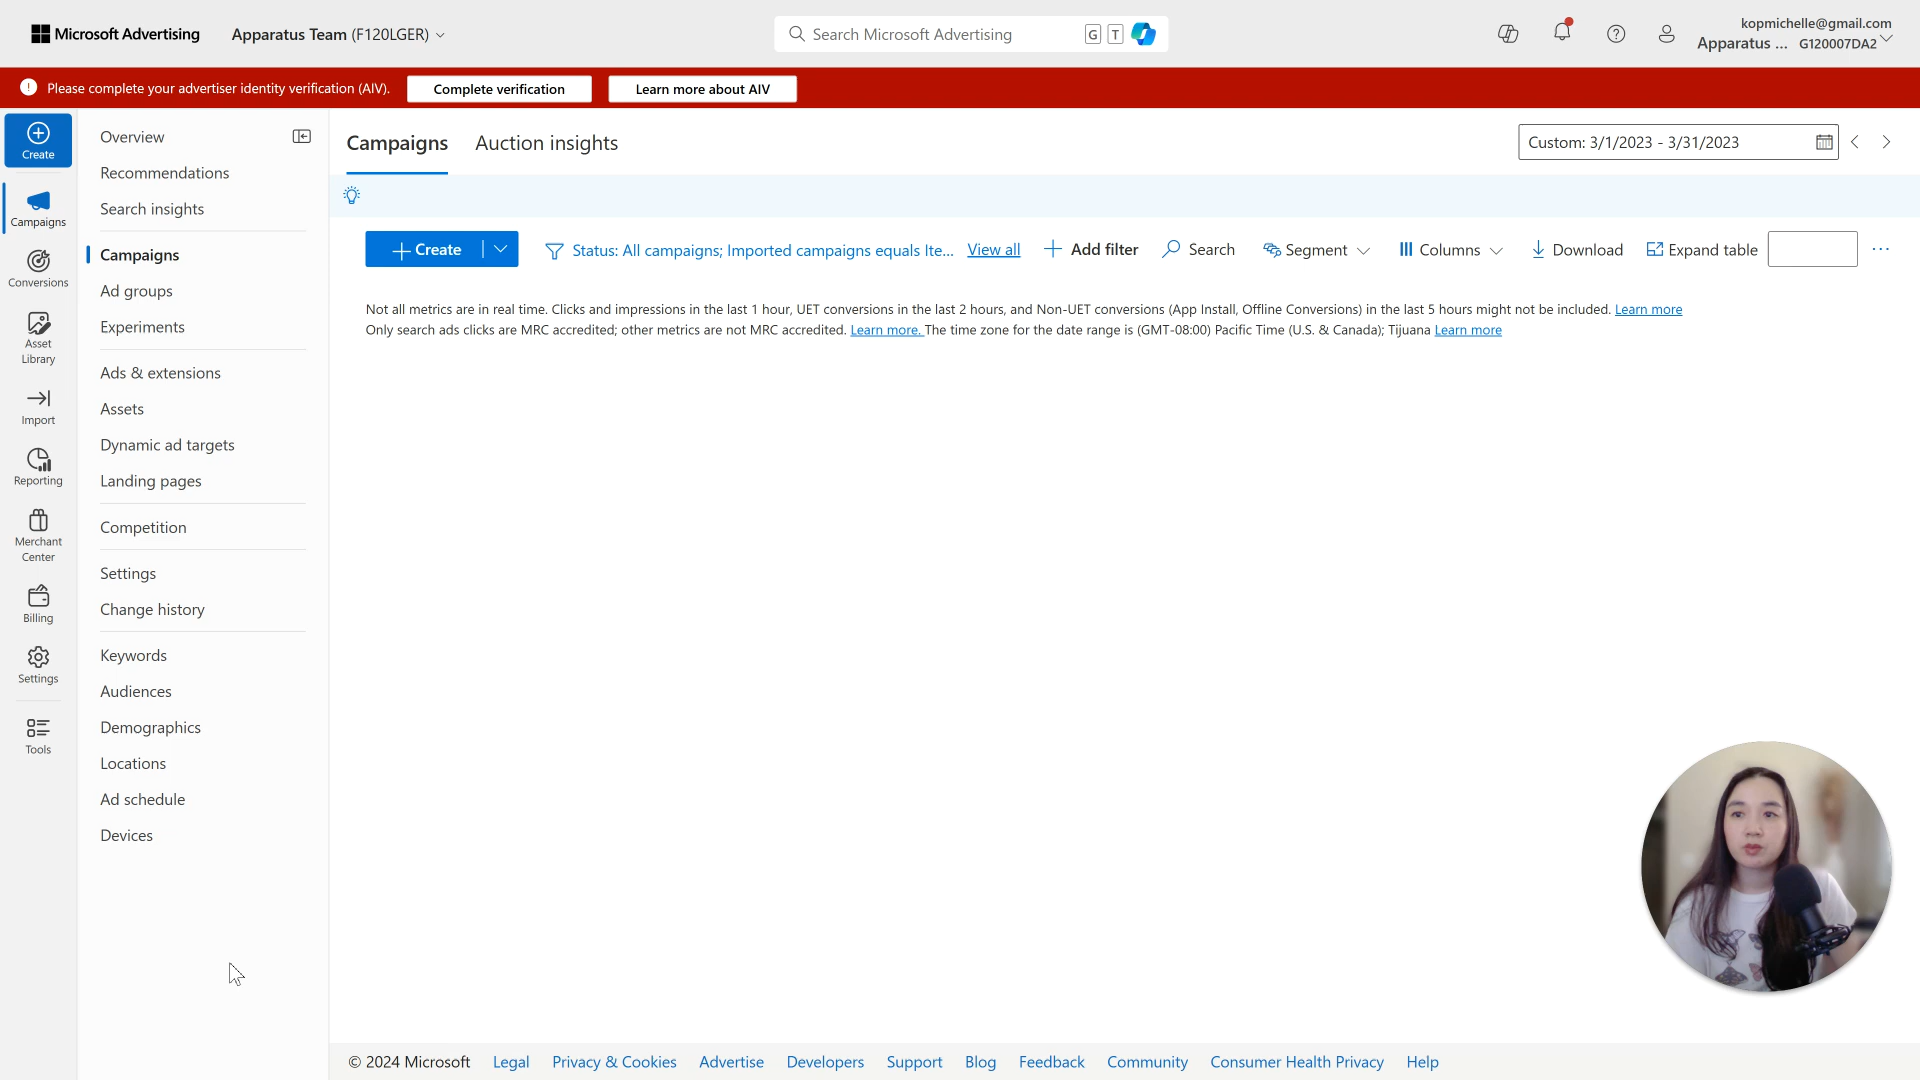 Microsoft Advertising
Apparatus Team (F120LGER)
Search Microsoft Advertising
G T
kopmichelle@gmail.com
Apparatus ... G120007DA2
Please complete your advertiser identity verification (AIV).
Complete verification
Learn more about AIV
Create
Campaigns
Conversions
Asset
Library
Import
Reporting
Merchant
Center
Billing
Settings
Tools
Overview
Recommendations
Search insights
Campaigns
Ad groups
Experiments
Ads & extensions
Assets
Dynamic ad targets
Landing pages
Competition
Settings
Change history
Keywords
Audiences
Demographics
Locations
Ad schedule
Devices
Campaigns
Auction insights
Custom: 3/1/2023 - 3/31/2023
Create
Status: All campaigns; Imported campaigns equals Ite... View all
Add filter
Search
Segment
Columns
Download
Expand table
Not all metrics are in real time. Clicks and impressions in the last 1 hour, UET conversions in the last 2 hours, and Non-UET conversions (App Install, Offline Conversions) in the last 5 hours might not be included. Learn more
Only search ads clicks are MRC accredited; other metrics are not MRC accredited. Learn more. The time zone for the date range is (GMT-08:00) Pacific Time (U.S. & Canada); Tijuana Learn more
© 2024 Microsoft Legal Privacy & Cookies Advertise Developers Support Blog Feedback Community Consumer Health Privacy Help